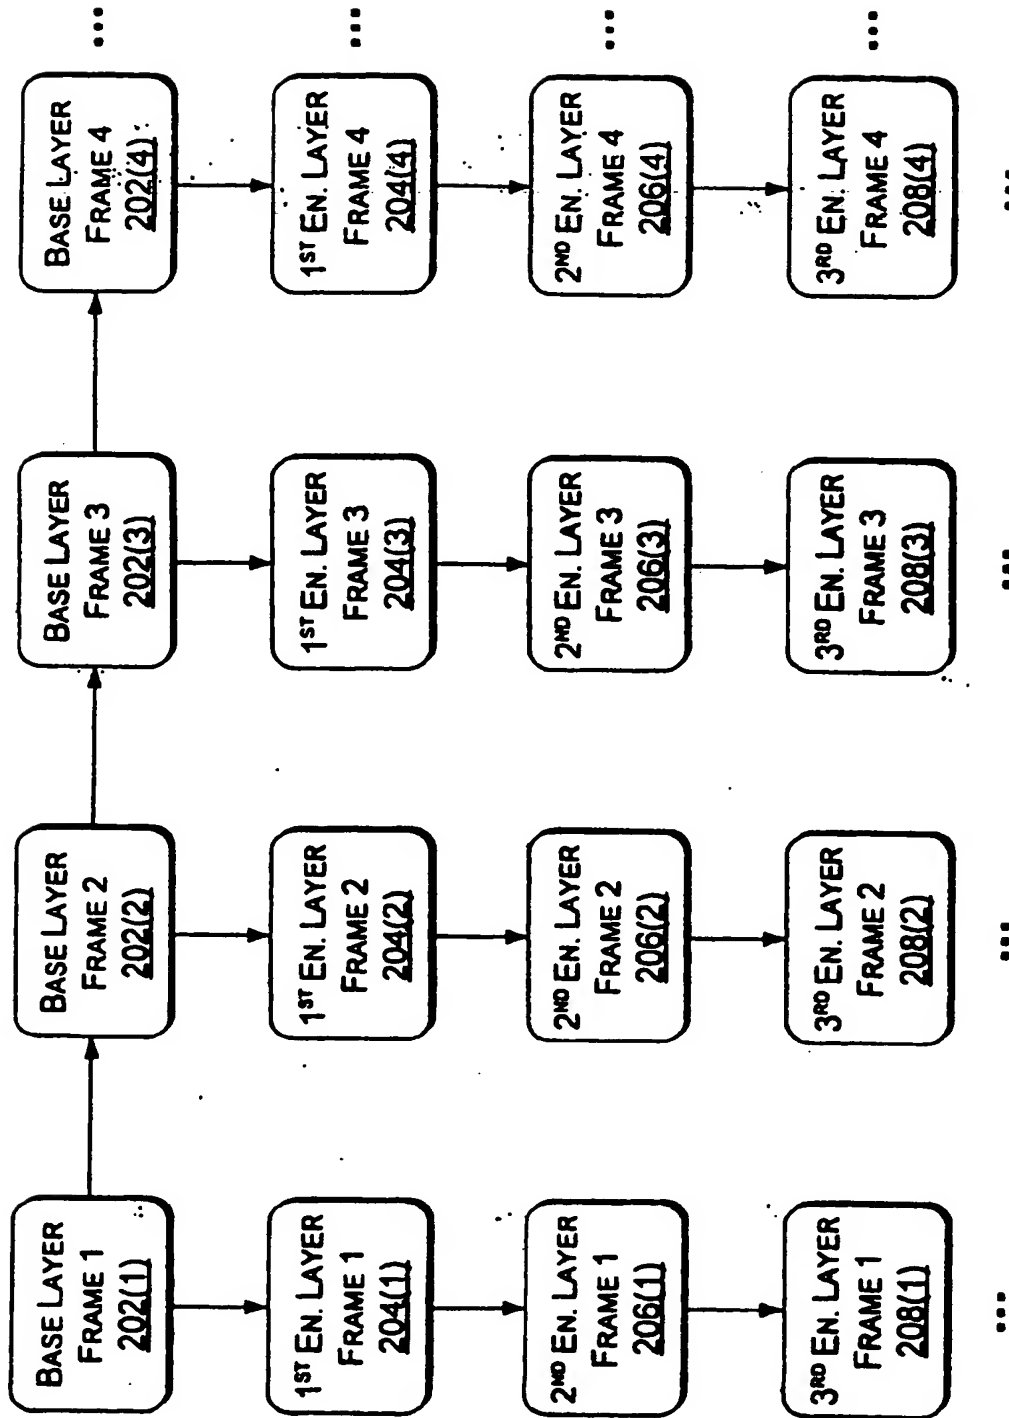 BASE LAYER
FRAME 1
202(1)
BASE LAYER
FRAME 2
202(2)
BASE LAYER
FRAME 3
202(3)
BASE LAYER
FRAME 4
202(4)
...
1ST EN. LAYER
FRAME 1
204(1)
1ST EN. LAYER
FRAME 2
204(2)
1ST EN. LAYER
FRAME 3
204(3)
1ST EN. LAYER
FRAME 4
204(4)
...
2ND EN. LAYER
FRAME 1
206(1)
2ND EN. LAYER
FRAME 2
206(2)
2ND EN. LAYER
FRAME 3
206(3)
2ND EN. LAYER
FRAME 4
206(4)
...
3RD EN. LAYER
FRAME 1
208(1)
3RD EN. LAYER
FRAME 2
208(2)
3RD EN. LAYER
FRAME 3
208(3)
3RD EN. LAYER
FRAME 4
208(4)
...
...
...
...
...